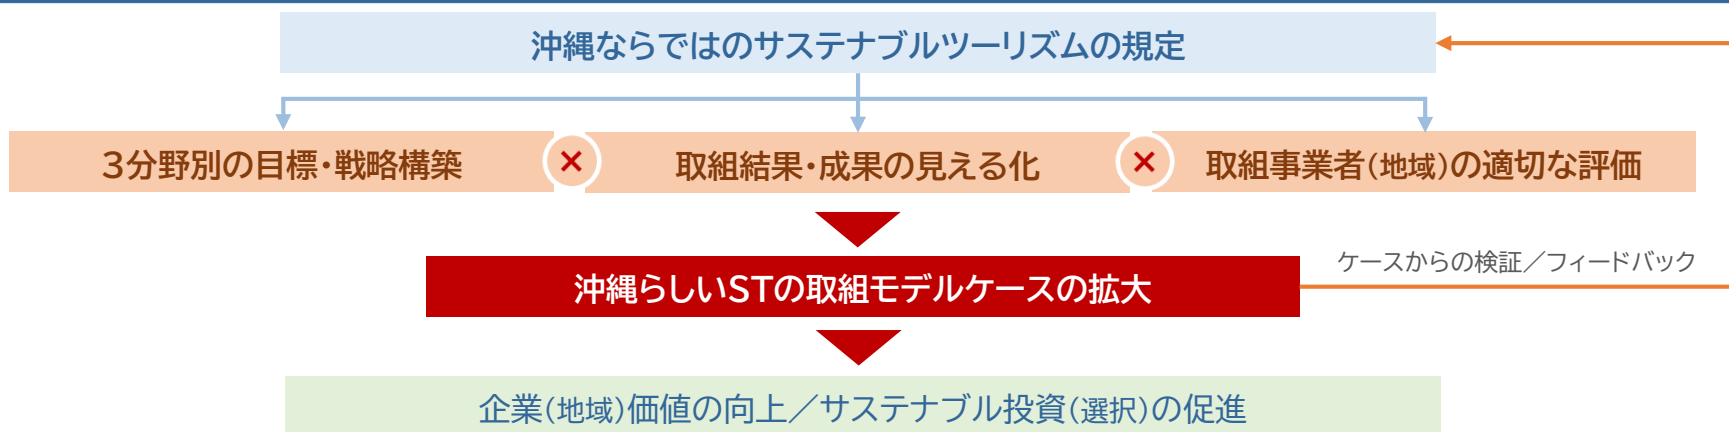 沖縄ならではのサステナブルツーリズムの規定
３分野別の目標・戦略構築
×
取組結果・成果の見える化
×
取組事業者(地域)の適切な評価
沖縄らしいSTの取組モデルケースの拡大
ケースからの検証／フィードバック
企業(地域)価値の向上／サステナブル投資(選択)の促進